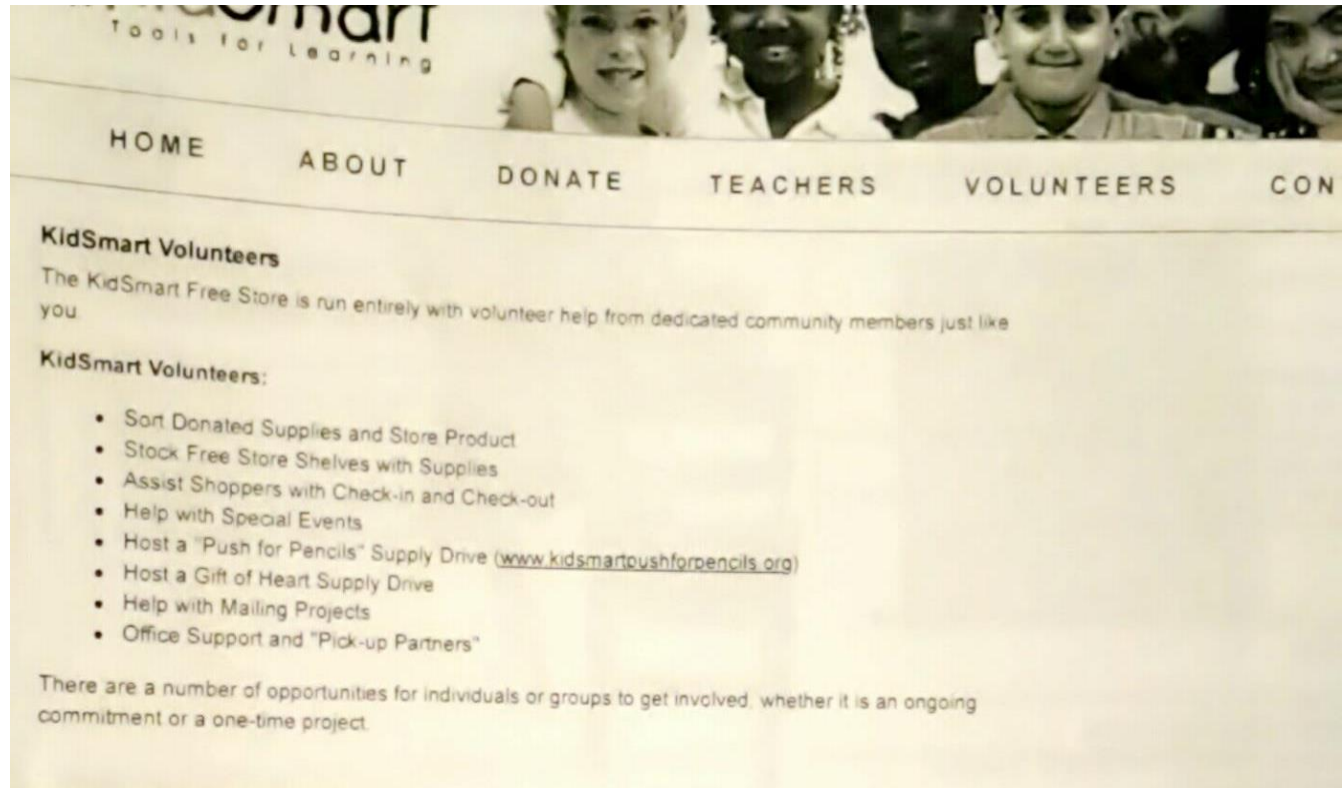 Smart
Tools for Learning
HOME ABOUT DONATE TEACHERS VOLUNTEERS CON
KidSmart Volunteers
The KidSmart Free Store is run entirely with volunteer help from dedicated community members just like
you.
KidSmart Volunteers:
• Sort Donated Supplies and Store Product
• Stock Free Store Shelves with Supplies
• Assist Shoppers with Check-in and Check-out
• Help with Special Events
• Host a "Push for Pencils" Supply Drive (www.kidsmartpushforpencils.org)
• Host a Gift of Heart Supply Drive
• Help with Mailing Projects
• Office Support and "Pick-up Partners"
There are a number of opportunities for individuals or groups to get involved, whether it is an ongoing
commitment or a one-time project.